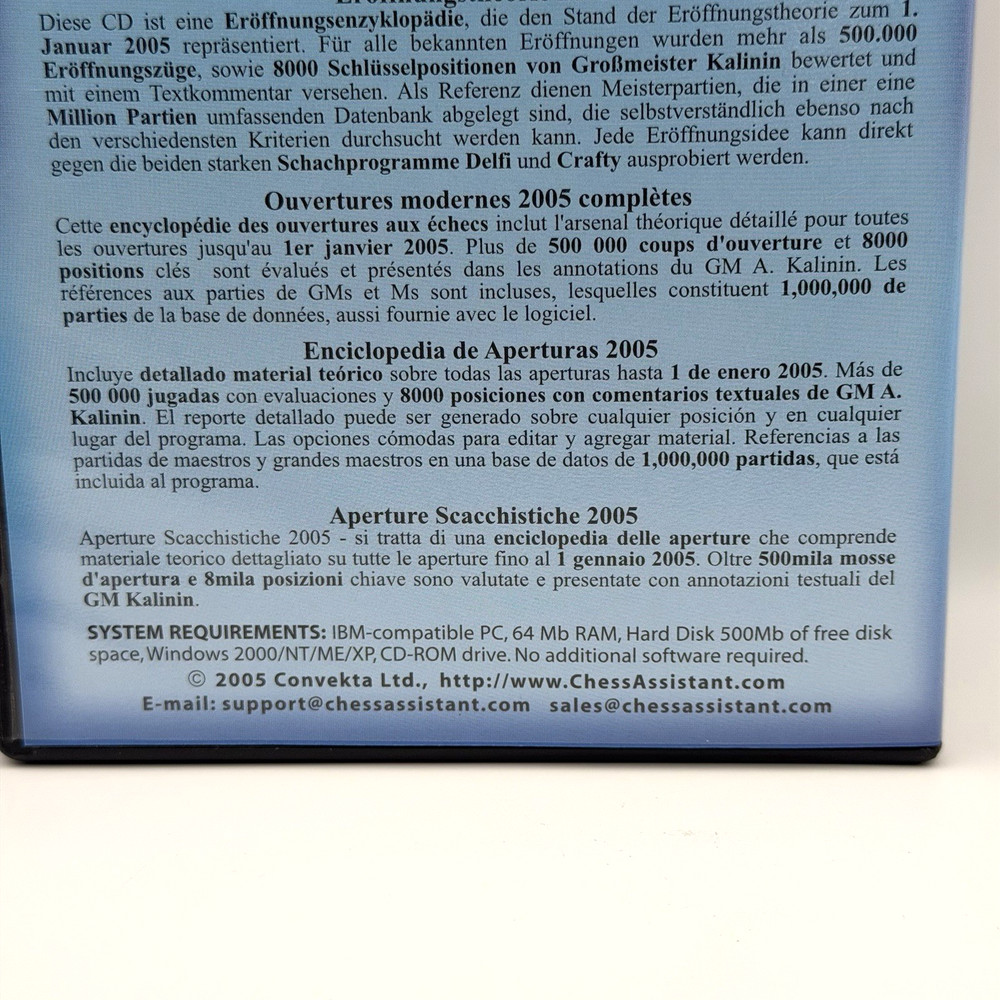 Diese CD ist eine Eröffnungsenzyklopädie, die den Stand der Eröffnungstheorie zum 1.
Januar 2005 repräsentiert. Für alle bekannten Eröffnungen wurden mehr als 500.000
Eröffnungszüge, sowie 8000 Schlüsselpositionen von Großmeister Kalinin bewertet und
mit einem Textkommentar versehen. Als Referenz dienen Meisterpartien, die in einer eine
Million Partien umfassenden Datenbank abgelegt sind, die selbstverständlich ebenso nach
den verschiedensten Kriterien durchsucht werden kann. Jede Eröffnungsidee kann direkt
gegen die beiden starken Schachprogramme Delfi und Crafty ausprobiert werden.
Ouvertures modernes 2005 complètes
Cette encyclopédie des ouvertures aux échecs inclut l'arsenal théorique détaillé pour toutes
les ouvertures jusqu'au 1er janvier 2005. Plus de 500 000 coups d'ouverture et 8000
positions clés sont évalués et présentés dans les annotations du GM A. Kalinin. Les
références aux parties de GMs et Ms sont incluses, lesquelles constituent 1,000,000 de
parties de la base de données, aussi fournie avec le logiciel.
Enciclopedia de Aperturas 2005
Incluye detallado material teórico sobre todas las aperturas hasta 1 de enero 2005. Más de
500 000 jugadas con evaluaciones y 8000 posiciones con comentarios textuales de GM A.
Kalinin. El reporte detallado puede ser generado sobre cualquier posición y en cualquier
lugar del programa. Las opciones cómodas para editar y agregar material. Referencias a las
partidas de maestros y grandes maestros en una base de datos de 1,000,000 partidas, que está
incluida al programa.
Aperture Scacchistiche 2005
Aperture Scacchistiche 2005 - si tratta di una enciclopedia delle aperture che comprende
materiale teorico dettagliato su tutte le aperture fino al 1 gennaio 2005. Oltre 500mila mosse
d'apertura e 8mila posizioni chiave sono valutate e presentate con annotazioni testuali del
GM Kalinin.
SYSTEM REQUIREMENTS: IBM-compatible PC, 64 Mb RAM, Hard Disk 500Mb of free disk
space, Windows 2000/NT/ME/XP, CD-ROM drive. No additional software required.
© 2005 Convekta Ltd., http://www.ChessAssistant.com
E-mail: support@chessassistant.com sales@chessassistant.com